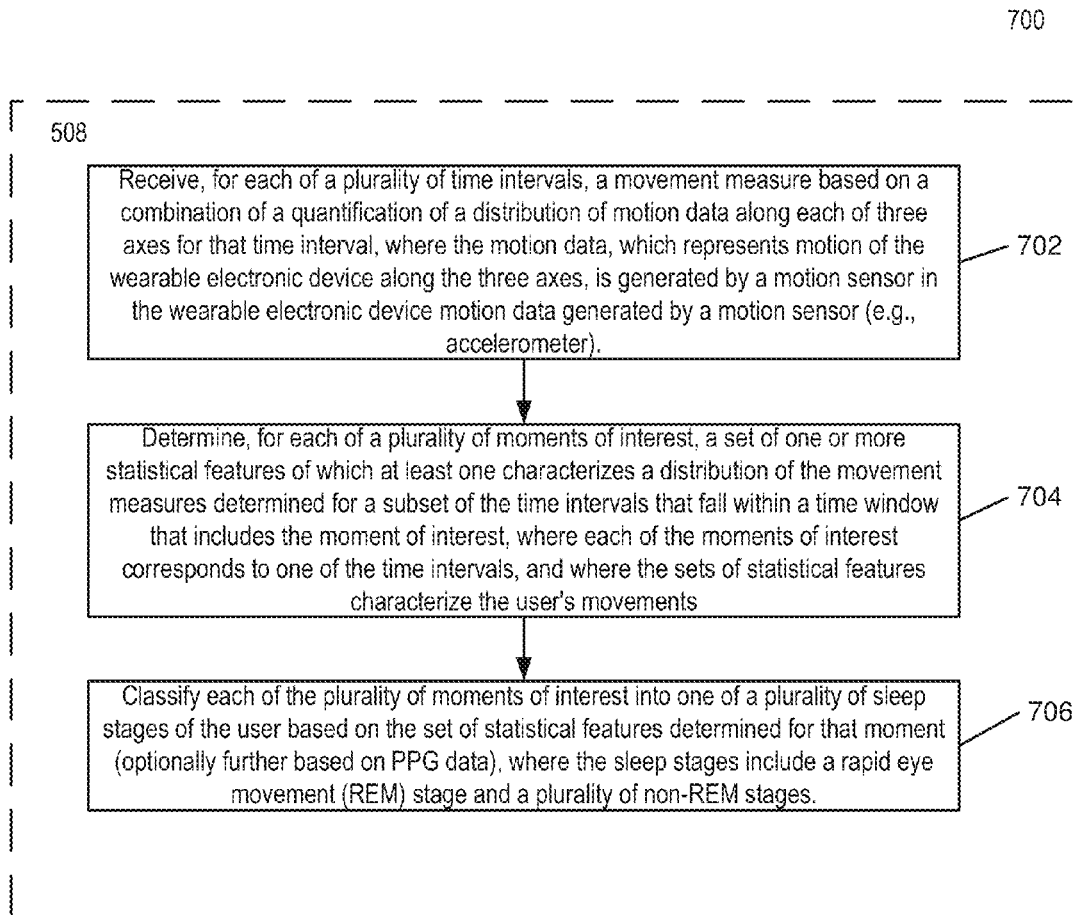 700
508
Receive, for each of a plurality of time intervals, a movement measure based on a
combination of a quantification of a distribution of motion data along each of three
axes for that time interval, where the motion data, which represents motion of the
wearable electronic device along the three axes, is generated by a motion sensor in
the wearable electronic device motion data generated by a motion sensor (e.g.,
accelerometer).
702
Determine, for each of a plurality of moments of interest, a set of one or more
statistical features of which at least one characterizes a distribution of the movement
measures determined for a subset of the time intervals that fall within a time window
that includes the moment of interest, where each of the moments of interest
corresponds to one of the time intervals, and where the sets of statistical features
characterize the user's movements
704
Classify each of the plurality of moments of interest into one of a plurality of sleep
stages of the user based on the set of statistical features determined for that moment
(optionally further based on PPG data), where the sleep stages include a rapid eye
movement (REM) stage and a plurality of non-REM stages.
706